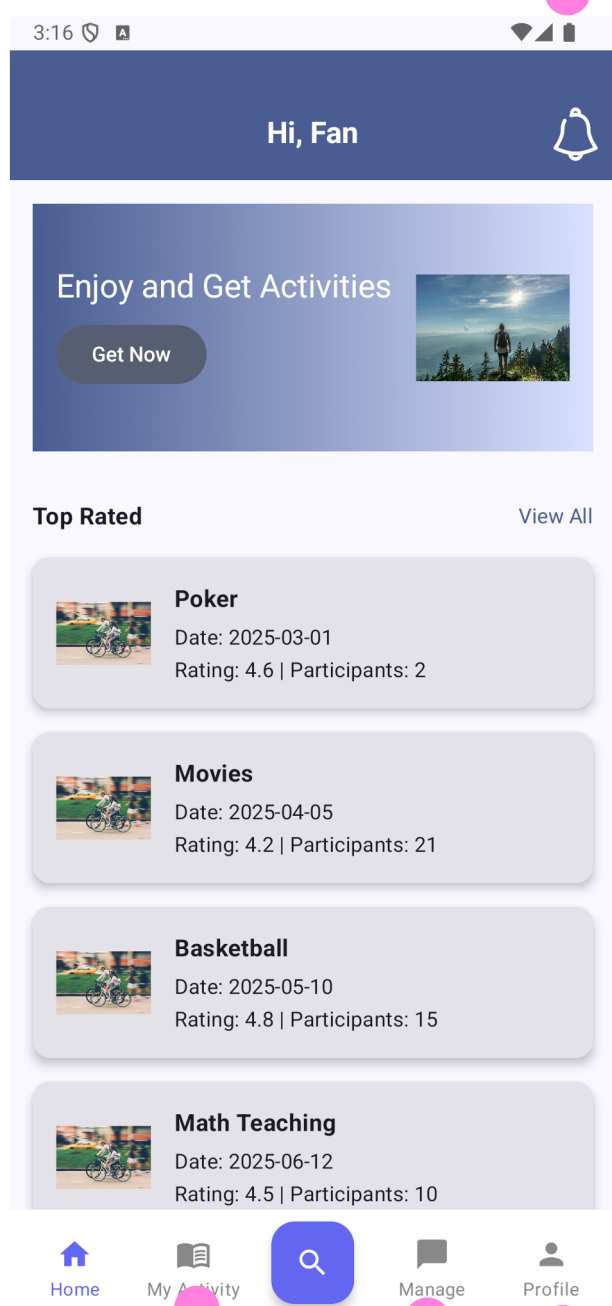 3:16
Hi, Fan
Enjoy and Get Activities
Get Now
Top Rated
View All
Poker
Date: 2025-03-01
Rating: 4.6 | Participants: 2
Movies
Date: 2025-04-05
Rating: 4.2 | Participants: 21
Basketball
Date: 2025-05-10
Rating: 4.8 | Participants: 15
Math Teaching
Date: 2025-06-12
Rating: 4.5 | Participants: 10
Home
My Activity
Manage
Profile